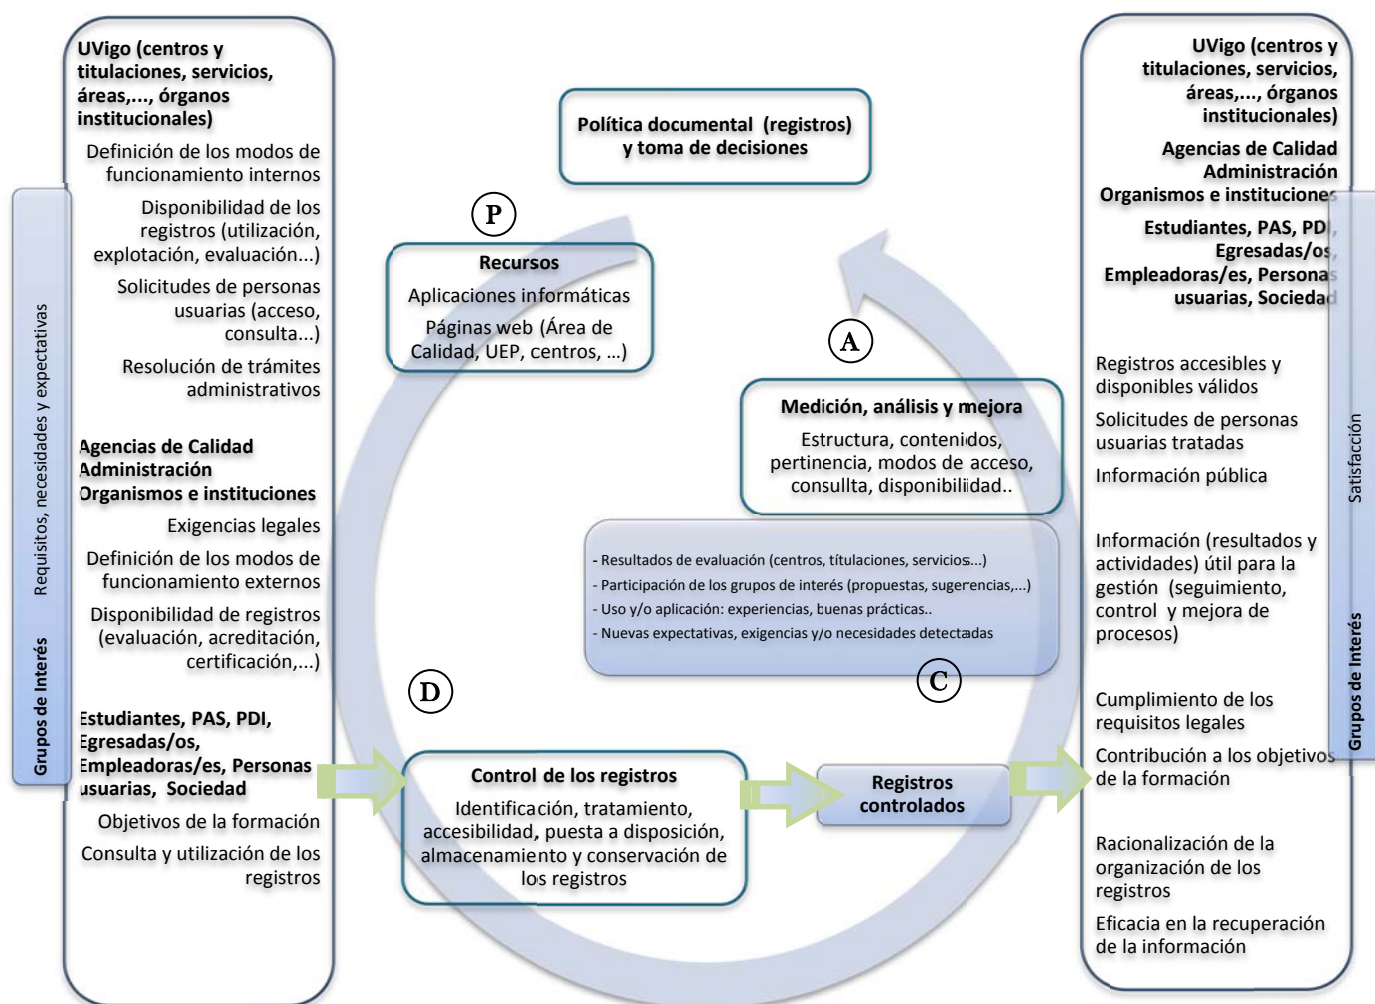 UVigo (centros y
titulaciones, servicios,
áreas,..., órganos
institucionales)
Definición de los modos de
funcionamiento internos
Disponibilidad de los
registros (utilización,
explotación, evaluación...)
Solicitudes de personas
usuarias (acceso,
consulta...)
Resolución de trámites
administrativos
Agencias de Calidad
Administración
Organismos e instituciones
Exigencias legales
Definición de los modos de
funcionamiento externos
Disponibilidad de registros
(evaluación, acreditación,
certificación,...)
Estudiantes, PAS, PDI,
Egresadas/os,
Empleadoras/es, Personas
usuarias, Sociedad
Objetivos de la formación
Consulta y utilización de los
registros
Grupos de Interés
Requisitos, necesidades y expectativas
Política documental (registros)
y toma de decisiones
P
Recursos
Aplicaciones informáticas
Páginas web (Área de
Calidad, UEP, centros, ...)
A
Medición, análisis y mejora
Estructura, contenidos,
pertinencia, modos de acceso,
consullta, disponibilidad..
- Resultados de evaluación (centros, títulaciones, servicios...)
- Participación de los grupos de interés (propuestas, sugerencias,...)
- Uso y/o aplicación: experiencias, buenas prácticas..
- Nuevas expectativas, exigencias y/o necesidades detectadas
C
D
Control de los registros
Identificación, tratamiento,
accesibilidad, puesta a disposición,
almacenamiento y conservación de
los registros
Registros
controlados
UVigo (centros y
titulaciones, servicios,
áreas,..., órganos
institucionales)
Agencias de Calidad
Administración
Organismos e instituciones
Estudiantes, PAS, PDI,
Egresadas/os,
Empleadoras/es, Personas
usuarias, Sociedad
Registros accesibles y
disponibles válidos
Solicitudes de personas
usuarias tratadas
Información pública
Información (resultados y
actividades) útil para la
gestión (seguimiento,
control y mejora de
procesos)
Cumplimiento de los
requisitos legales
Contribución a los objetivos
de la formación
Racionalización de la
organización de los
registros
Eficacia en la recuperación
de la información
Grupos de Interés
Satisfacción